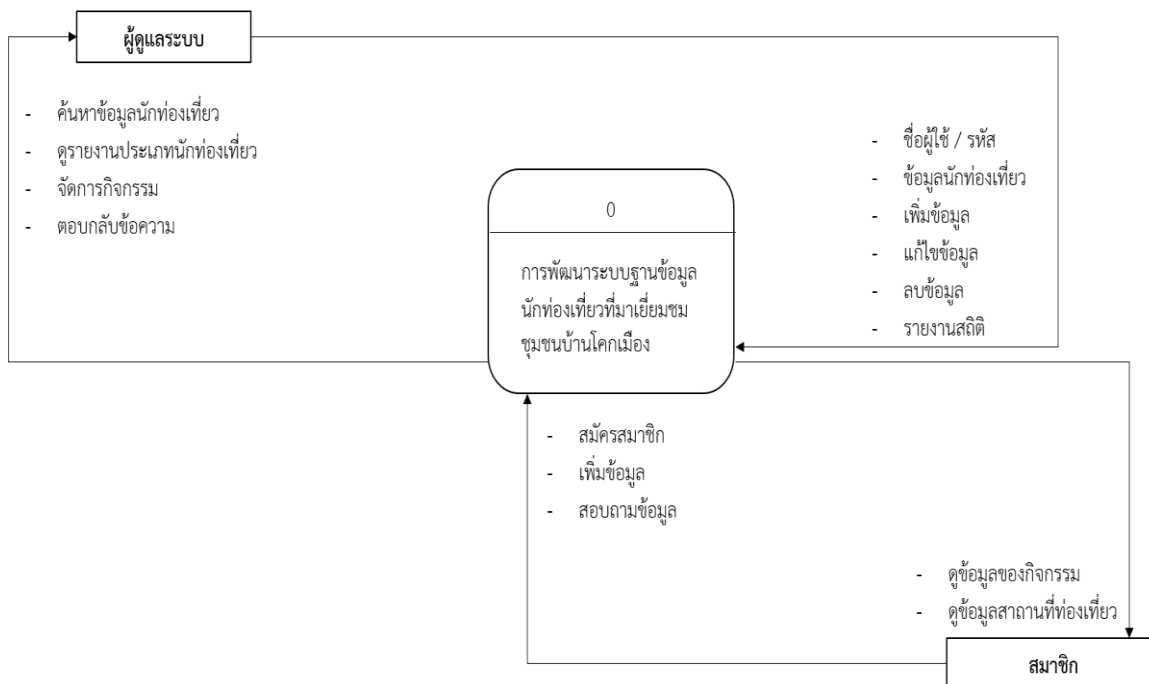 ผู้ดูแลระบบ
- ค้นหาข้อมูลนักท่องเที่ยว
- ดูรายงานประเภทนักท่องเที่ยว
- จัดการกิจกรรม
- ตอบกลับข้อความ
- ชื่อผู้ใช้ / รหัส
- ข้อมูลนักท่องเที่ยว
- เพิ่มข้อมูล
- แก้ไขข้อมูล
- ลบข้อมูล
- รายงานสถิติ
0
การพัฒนาระบบฐานข้อมูล
นักท่องเที่ยวที่มาเยี่ยมชม
ชุมชนบ้านโคกเมือง
- สมัครสมาชิก
- เพิ่มข้อมูล
- สอบถามข้อมูล
- ดูข้อมูลของกิจกรรม
- ดูข้อมูลสาถานที่ท่องเที่ยว
สมาชิก